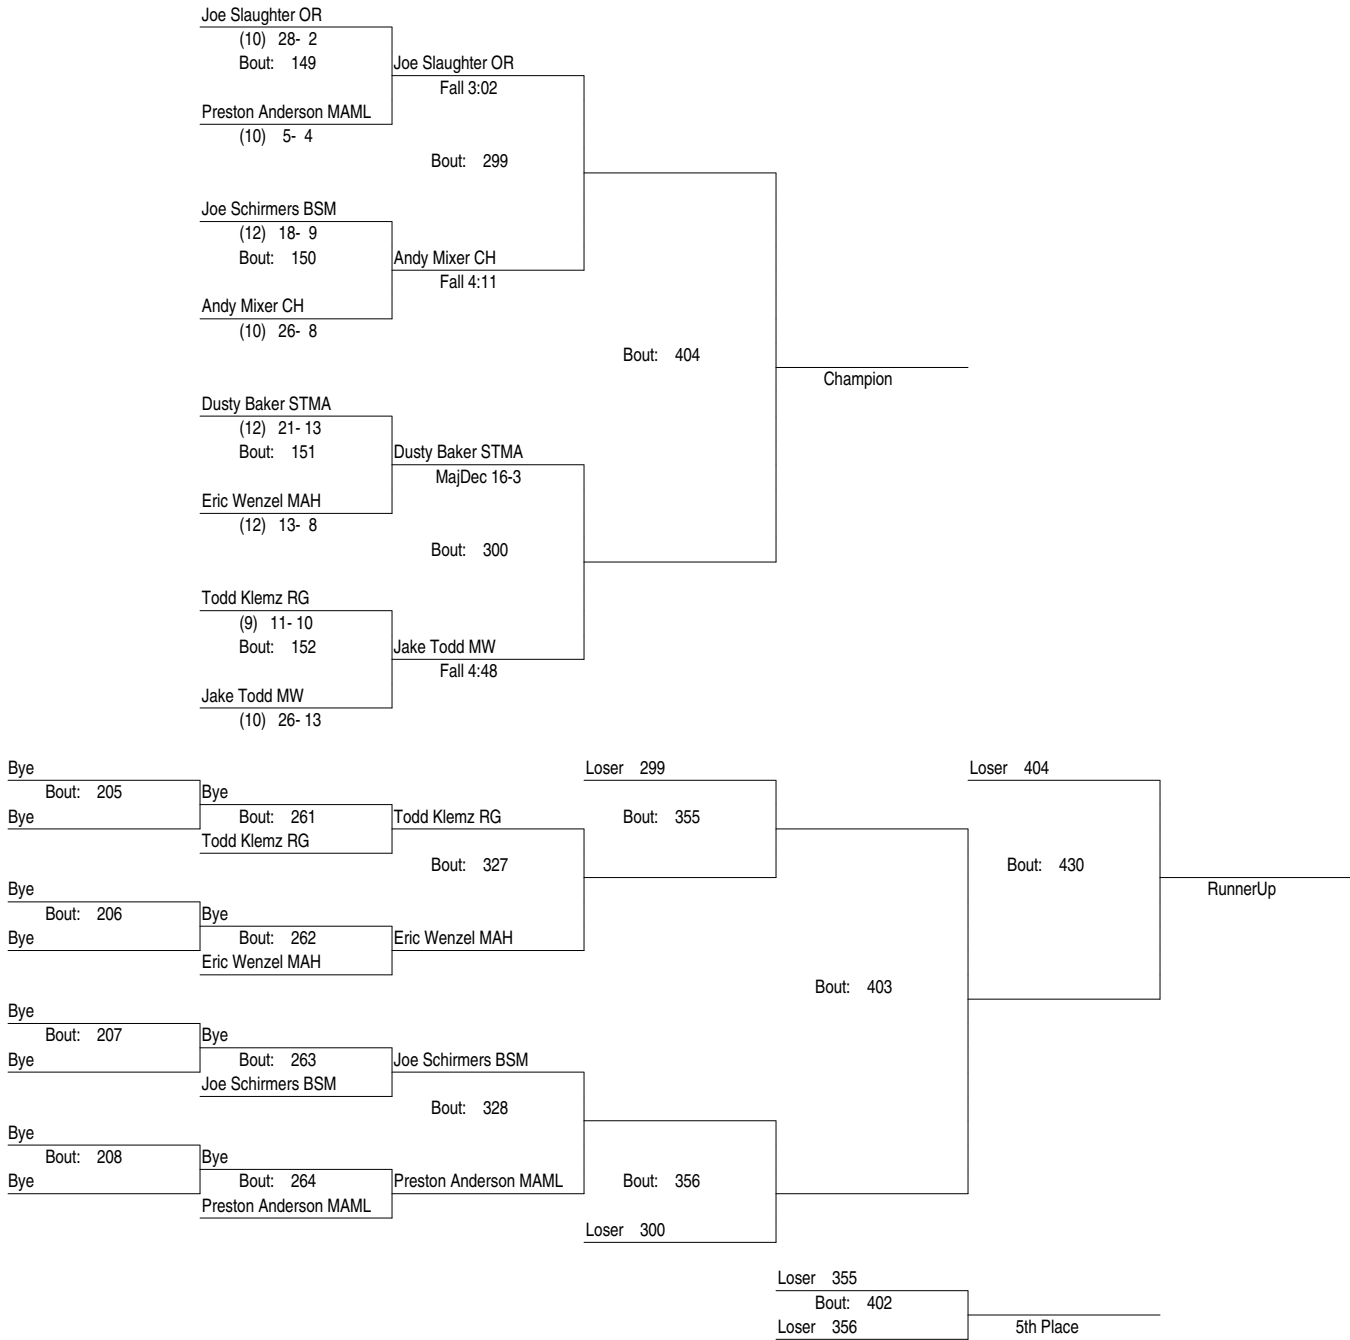 Joe Slaughter OR
(10) 28- 2
Bout: 149
Joe Slaughter OR
Fall 3:02
Preston Anderson MAML
(10) 5- 4
Bout: 299
Joe Schirmers BSM
(12) 18- 9
Bout: 150
Andy Mixer CH
Fall 4:11
Andy Mixer CH
(10) 26- 8
Bout: 404
Champion
Dusty Baker STMA
(12) 21- 13
Bout: 151
Dusty Baker STMA
MajDec 16-3
Eric Wenzel MAH
(12) 13- 8
Bout: 300
Todd Klemz RG
(9) 11- 10
Bout: 152
Jake Todd MW
Fall 4:48
Jake Todd MW
(10) 26- 13
Bye
Bout: 205
Bye
Bye
Bout: 261
Todd Klemz RG
Todd Klemz RG
Bout: 327
Loser 299
Bout: 355
Loser 404
Bout: 430
RunnerUp
Bye
Bout: 206
Bye
Bye
Bout: 262
Eric Wenzel MAH
Eric Wenzel MAH
Bout: 403
Bye
Bout: 207
Bye
Bye
Bout: 263
Joe Schirmers BSM
Joe Schirmers BSM
Bout: 328
Bye
Bout: 208
Bye
Bye
Bout: 264
Preston Anderson MAML
Preston Anderson MAML
Bout: 356
Loser 300
Loser 355
Bout: 402
Loser 356
5th Place